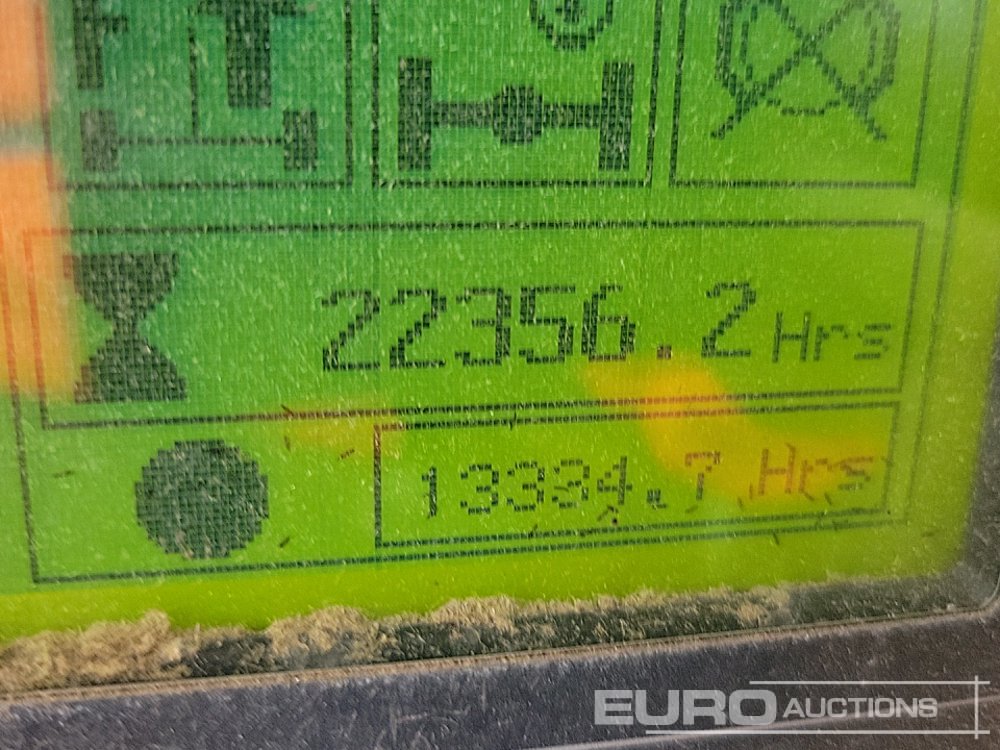 22356.2 Hrs
13334.7 Hrs
EURO AUCTIONS